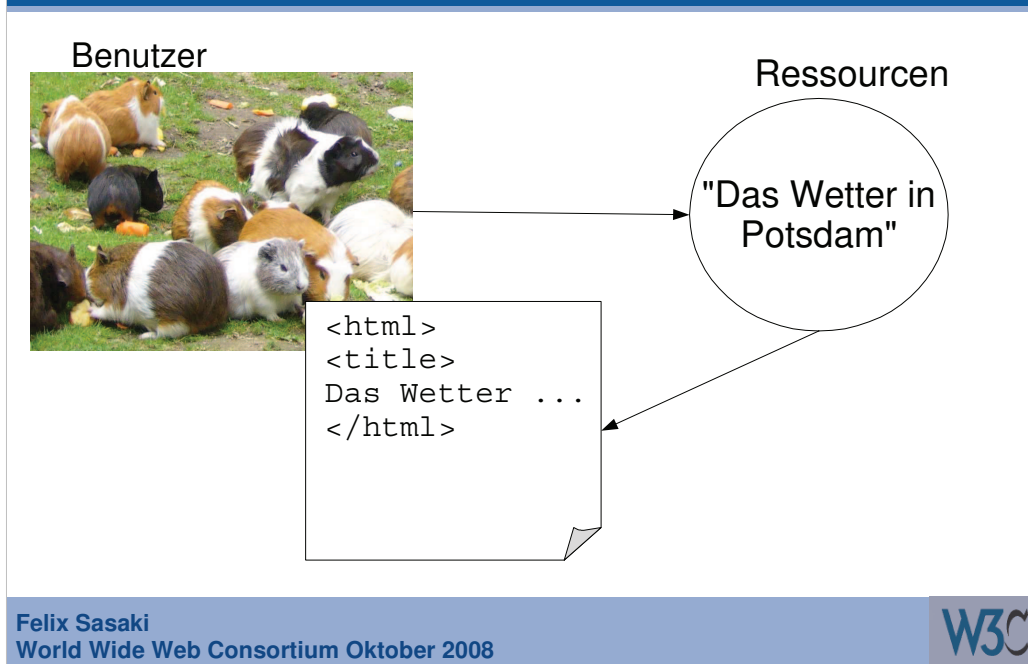 Benutzer
Ressourcen
"Das Wetter in
Potsdam"
<html>
<title>
Das Wetter ...
</html>
Felix Sasaki
World Wide Web Consortium Oktober 2008
W3C